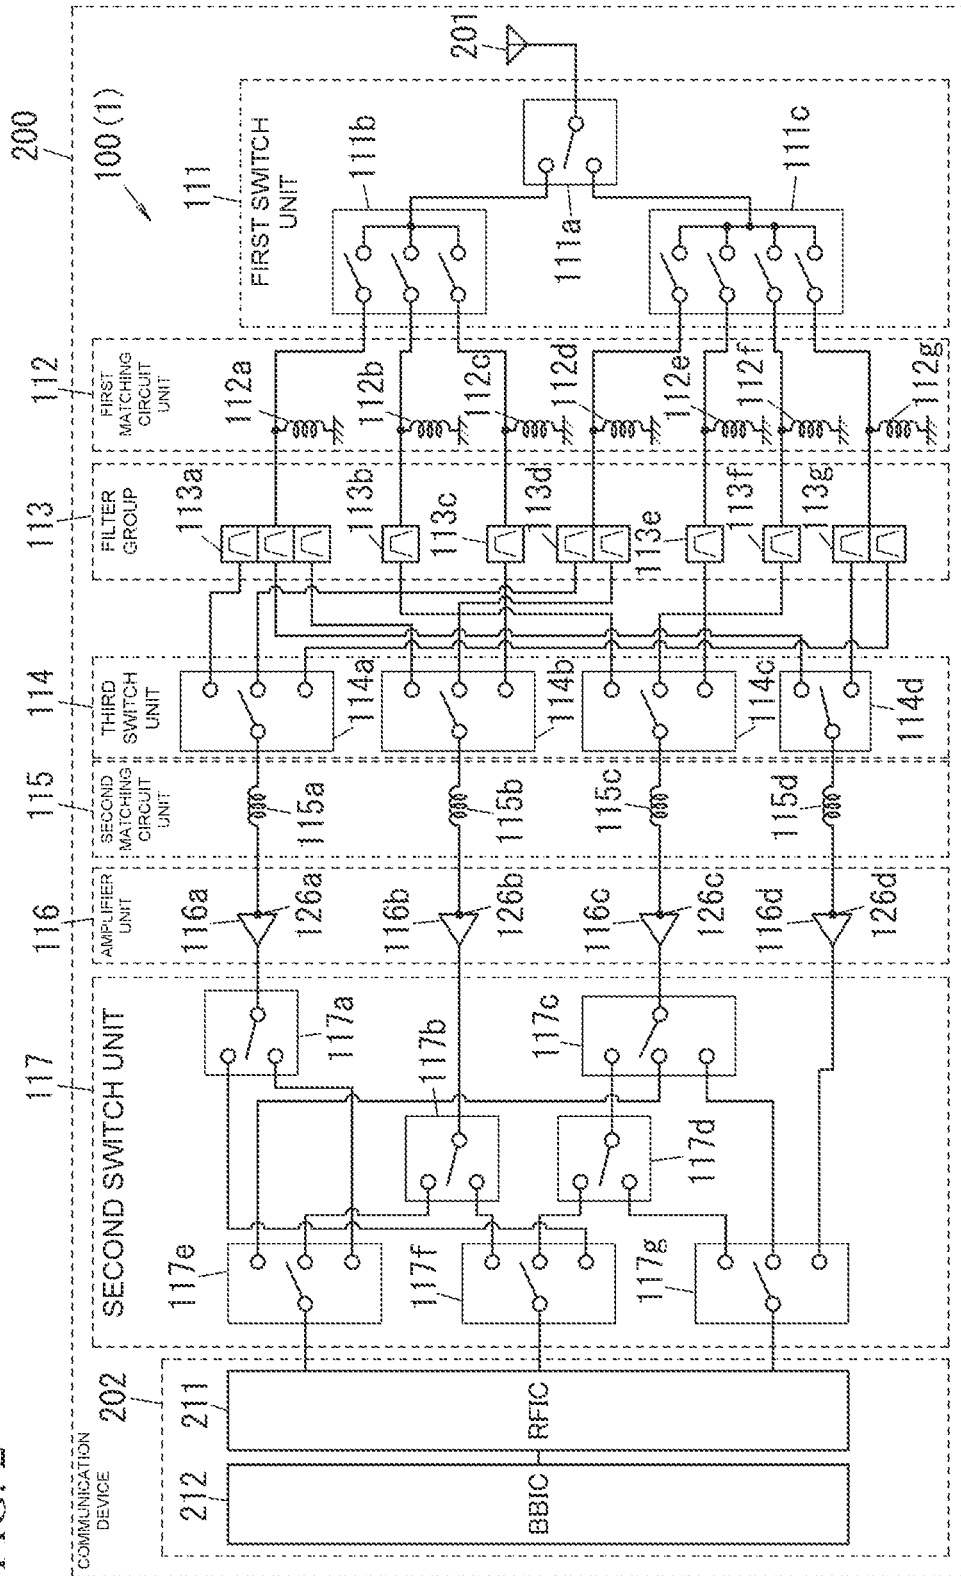 200
100(1)
201
111
FIRST SWITCH
UNIT
111b
111a
111c
112
FIRST
MATCHING
CIRCUIT
UNIT
112a
112b
112c
112d
112e
112f
112g
113
FILTER
GROUP
113a
113b
113c
113d
113e
113f
113g
114
THIRD
SWITCH
UNIT
114a
114b
114c
114d
115
SECOND
MATCHING
CIRCUIT
UNIT
115a
115b
115c
115d
116
AMPLIFIER
UNIT
116a
126a
116b
126b
116c
126c
116d
126d
117
SECOND SWITCH UNIT
117a
117b
117c
117d
117e
117f
117g
202
COMMUNICATION
DEVICE
211
RFIC
212
BBIC